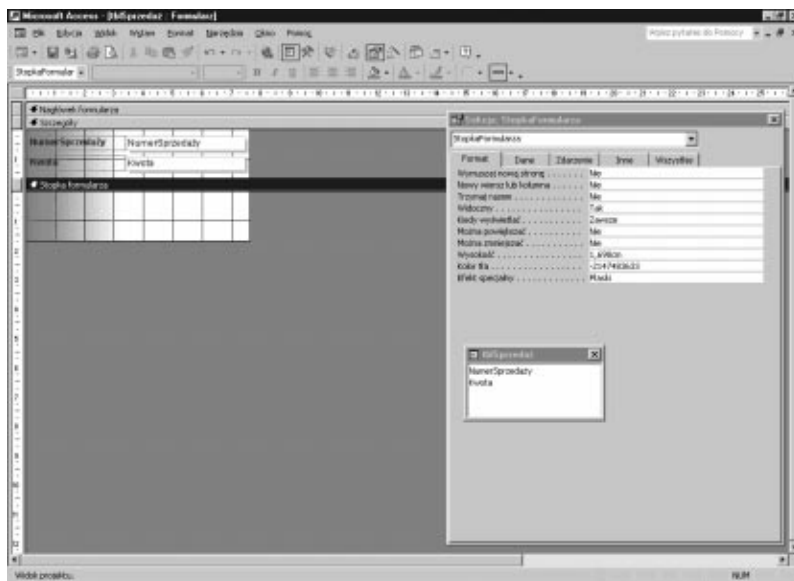 Microsoft Access - [tblSprzedaż : Formularz]
Plik Edycja Widok Wstaw Format Narzędzia Okno Pomoc
Wpisz pytanie do Pomocy
StopkaFormular
Nagłówek formularza
Szczegóły
NumerSprzedaży NumerSprzedaży
Kwota Kwota
Stopka formularza
Sekcja: StopkaFormularza
StopkaFormularza
Format Dane Zdarzenie Inne Wszystkie
Wymuszaj nową stronę Nie
Nowy wiersz lub kolumna Nie
Trzymaj razem Nie
Widoczny Tak
Kiedy wyświetlać Zawsze
Można powiększać Nie
Można zmniejszać Nie
Wysokość 1,698cm
Kolor tła -2147483633
Efekt specjalny Płaski
tblSprzedaż
NumerSprzedaży
Kwota
Widok projektu.
NUM